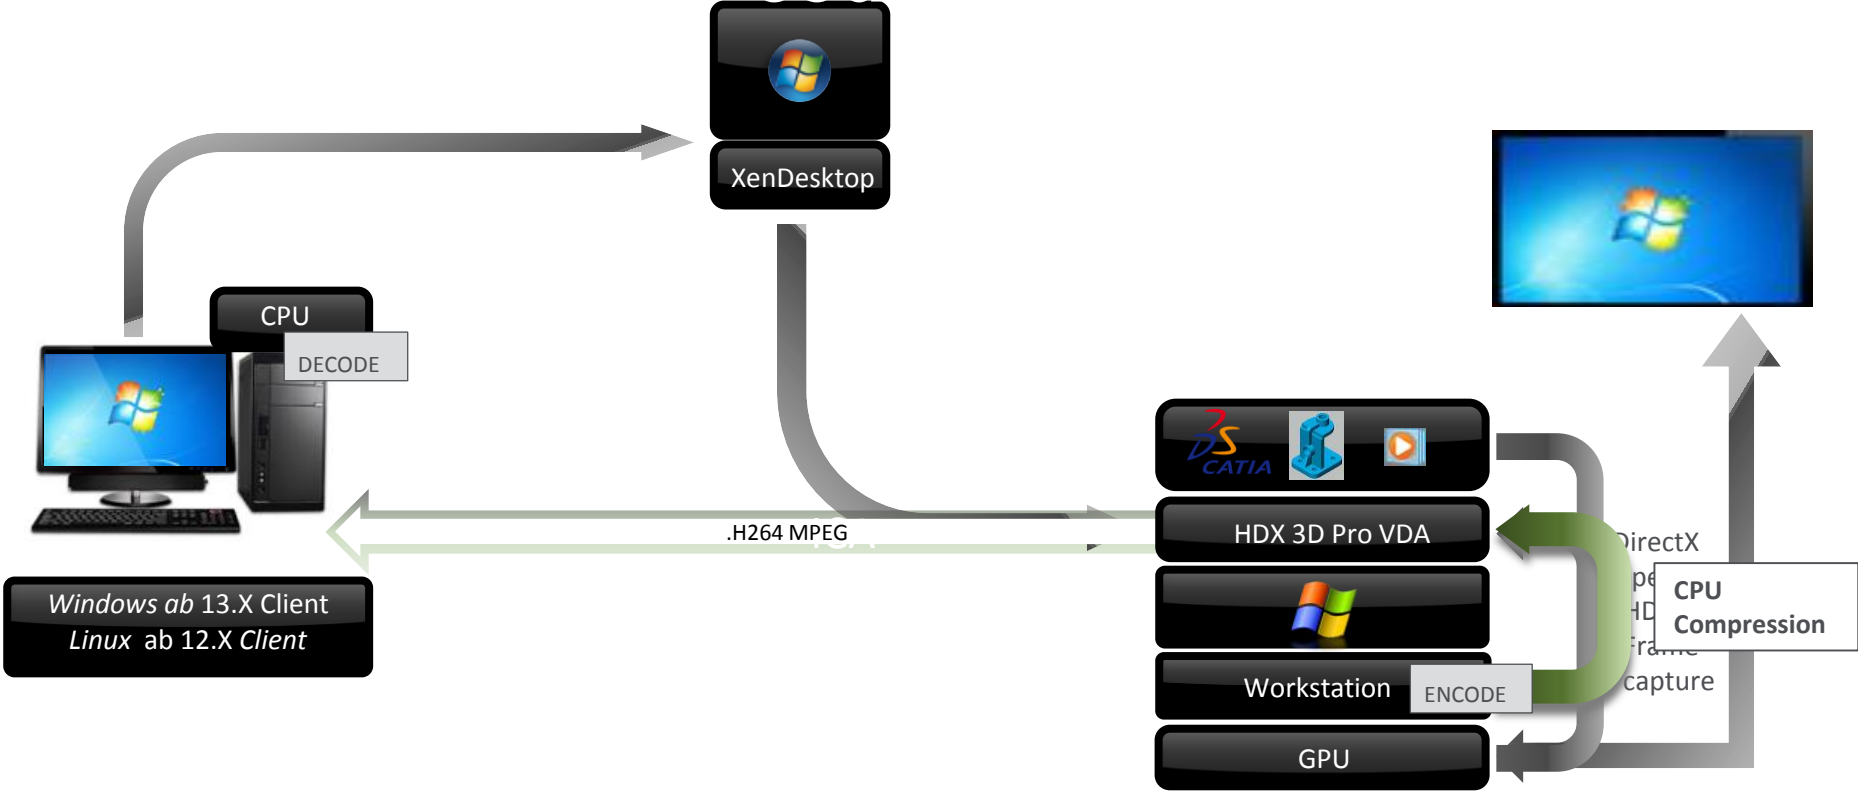 XenDesktop
CPU
DECODE
CATIA
.H264 MPEG
HDX 3D Pro VDA
DirectX
CPU
Compression
Frame
capture
Windows ab 13.X Client
Linux ab 12.X Client
Workstation
ENCODE
GPU